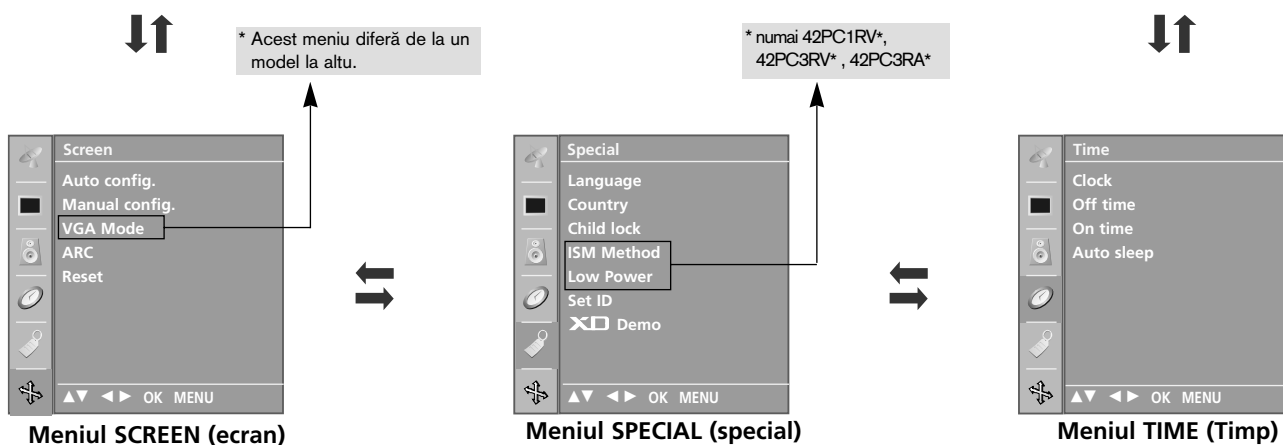 * Acest meniu diferă de la un
model la altu.
* numai 42PC1RV*,
42PC3RV* , 42PC3RA*
Screen
Auto config.
Manual config.
VGA Mode
ARC
Reset
▲▼ ◄► OK MENU
Meniul SCREEN (ecran)
Special
Language
Country
Child lock
ISM Method
Low Power
Set ID
XD Demo
▲▼ ◄► OK MENU
Meniul SPECIAL (special)
Time
Clock
Off time
On time
Auto sleep
▲▼ ◄► OK MENU
Meniul TIME (Timp)